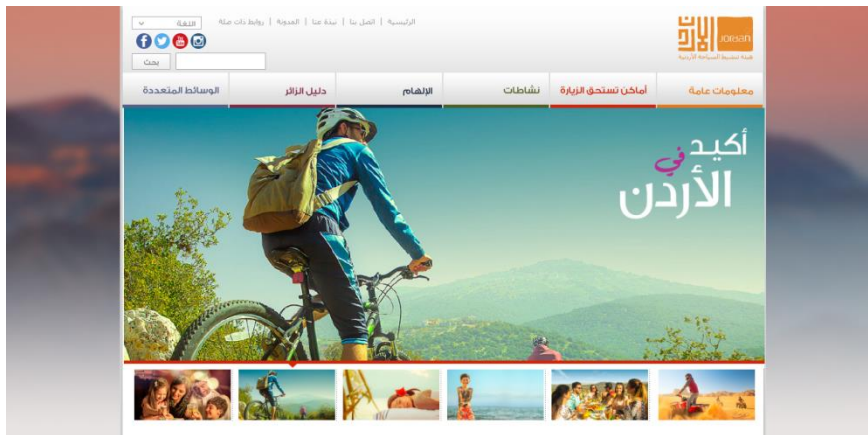 الرئيسية | اتصل بنا | نبذة عنا | المدونة | روابط ذات صلة
اللغة
بحث
الأردن
JORDAN
هيئة تنشيط السياحة الأردنية
معلومات عامة
أماكن تستحق الزيارة
نشاطات
الإلهام
دليل الزائر
الوسائط المتعددة
أكيد في
الأردن